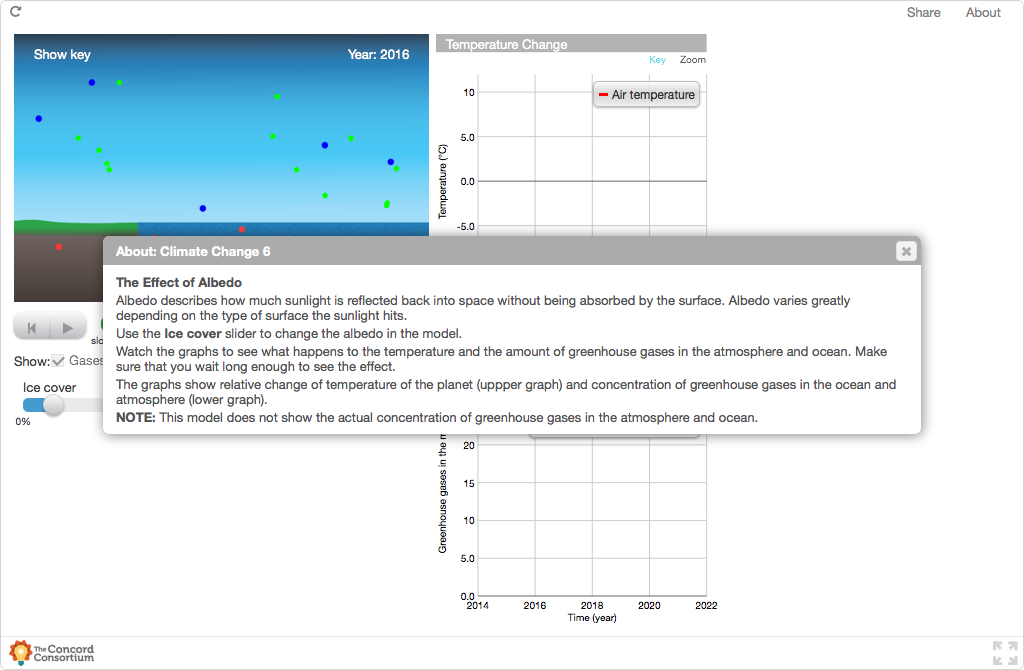 Share About
Show key Year: 2016
Temperature Change
Key Zoom
10
Air temperature
5.0
0.0
-5.0
Temperature (°C)
About: Climate Change 6
The Effect of Albedo
Albedo describes how much sunlight is reflected back into space without being absorbed by the surface. Albedo varies greatly
depending on the type of surface the sunlight hits.
Use the Ice cover slider to change the albedo in the model.
Watch the graphs to see what happens to the temperature and the amount of greenhouse gases in the atmosphere and ocean. Make
sure that you wait long enough to see the effect.
The graphs show relative change of temperature of the planet (uppper graph) and concentration of greenhouse gases in the ocean and
atmosphere (lower graph).
NOTE: This model does not show the actual concentration of greenhouse gases in the atmosphere and ocean.
Show: Gases
Ice cover
0%
Greenhouse gases in the
20
15
10
5.0
0.0
2014 2016 2018 2020 2022
Time (year)
The Concord
Consortium